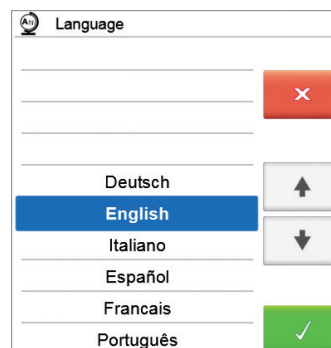 Language
Deutsch
English
Italiano
Español
Francais
Português